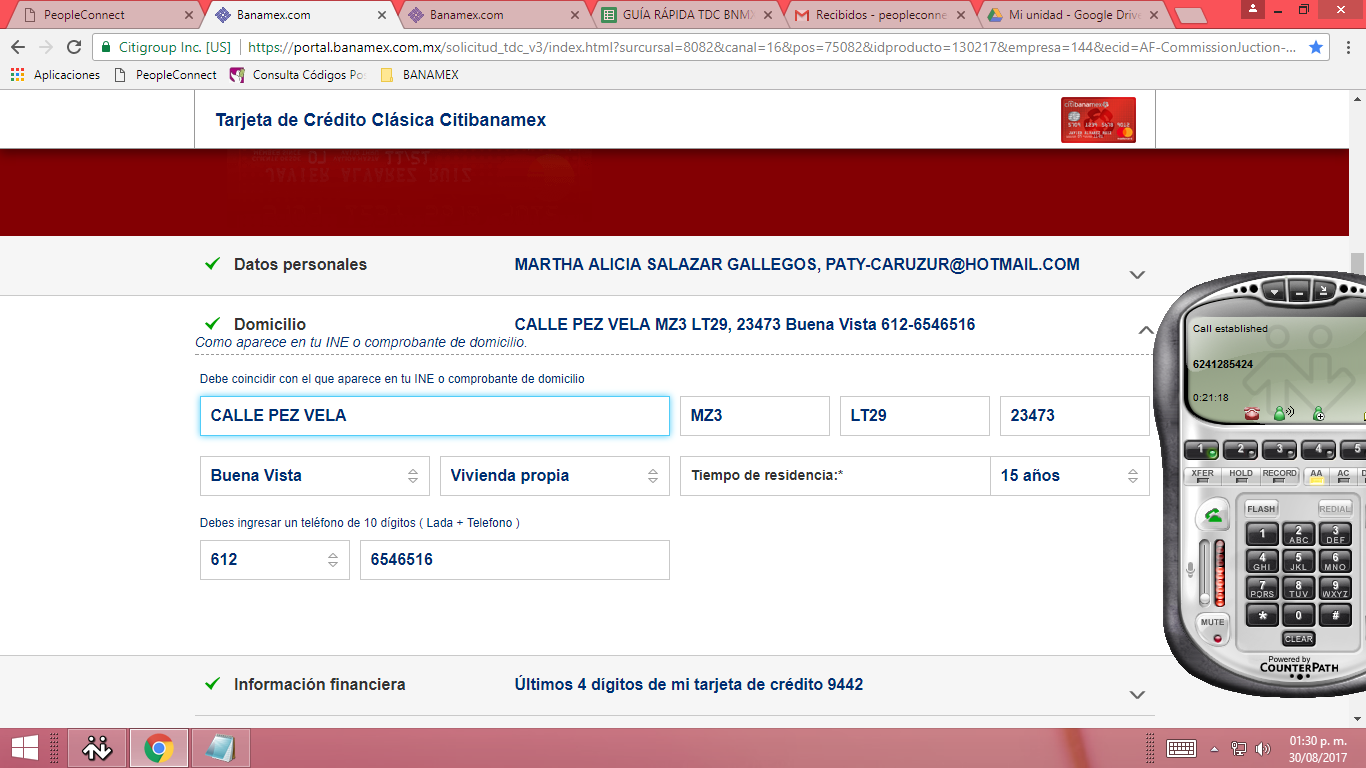 PeopleConnect
Banamex.com
Banamex.com
GUÍA RÁPIDA TDC BNM
Recibidos - peopleconne
Mi unidad - Google Drive
Citigroup Inc. [US]
https://portal.banamex.com.mx/solicitud_tdc_v3/index.html?surcursal=8082&canal=16&pos=75082&idproducto=130217&empresa=144&ecid=AF-CommissionJuction-...
Aplicaciones
PeopleConnect
Consulta Códigos Po
BANAMEX
Tarjeta de Crédito Clásica Citibanamex
citibanamex
JAVIER ALVAREZ RUIZ
Datos personales
MARTHA ALICIA SALAZAR GALLEGOS, PATY-CARUZUR@HOTMAIL.COM
Domicilio
CALLE PEZ VELA MZ3 LT29, 23473 Buena Vista 612-6546516
Como aparece en tu INE o comprobante de domicilio.
Debe coincidir con el que aparece en tu INE o comprobante de domicilio
CALLE PEZ VELA
MZ3
LT29
23473
Buena Vista
Vivienda propia
Tiempo de residencia:*
15 años
Debes ingresar un teléfono de 10 dígitos ( Lada + Telefono )
612
6546516
Información financiera
Últimos 4 dígitos de mi tarjeta de crédito 9442
Call established
6241285424
0:21:18
1
2
3
4
5
XFER
HOLD
RECORD
AA
AC
FLASH
REDIAL
1
2 ABC
3 DEF
4 GHI
5 JKL
6 MNO
7 PQRS
8 TUV
9 WXYZ
*
0
#
MUTE
CLEAR
Powered by
COUNTERPATH
01:30 p. m.
30/08/2017